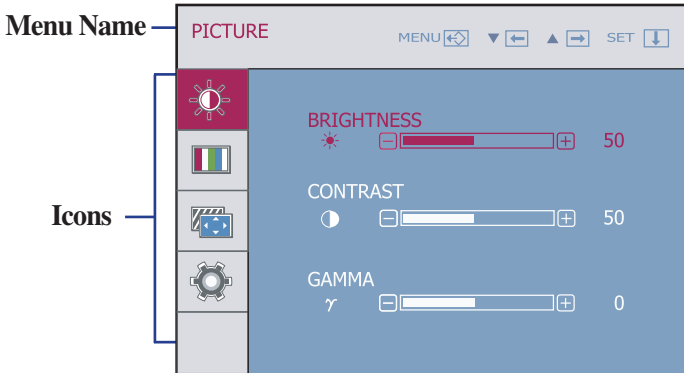 Menu Name
PICTURE MENU ▼ ▲ SET
Icons
BRIGHTNESS
50
CONTRAST
50
GAMMA
γ 0